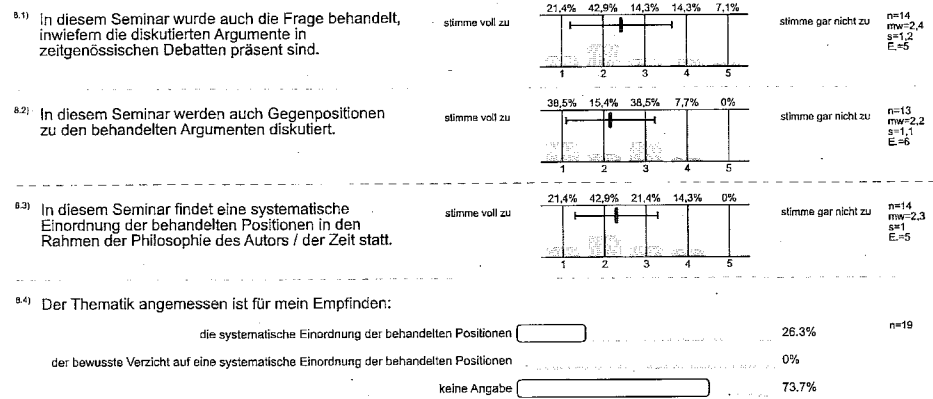 8.1) In diesem Seminar wurde auch die Frage behandelt,
inwiefern die diskutierten Argumente in
zeitgenössischen Debatten präsent sind.
stimme voll zu
21,4% 42,9% 14,3% 14,3% 7,1%
1 2 3 4 5
stimme gar nicht zu
n=14
mw=2,4
s=1,2
E.=5
8.2) In diesem Seminar werden auch Gegenpositionen
zu den behandelten Argumenten diskutiert.
stimme voll zu
38,5% 15,4% 38,5% 7,7% 0%
1 2 3 4 5
stimme gar nicht zu
n=13
mw=2,2
s=1,1
E.=6
8.3) In diesem Seminar findet eine systematische
Einordnung der behandelten Positionen in den
Rahmen der Philosophie des Autors / der Zeit statt.
stimme voll zu
21,4% 42,9% 21,4% 14,3% 0%
1 2 3 4 5
stimme gar nicht zu
n=14
mw=2,3
s=1
E.=5
8.4) Der Thematik angemessen ist für mein Empfinden:
die systematische Einordnung der behandelten Positionen 26.3%
n=19
der bewusste Verzicht auf eine systematische Einordnung der behandelten Positionen 0%
keine Angabe 73.7%